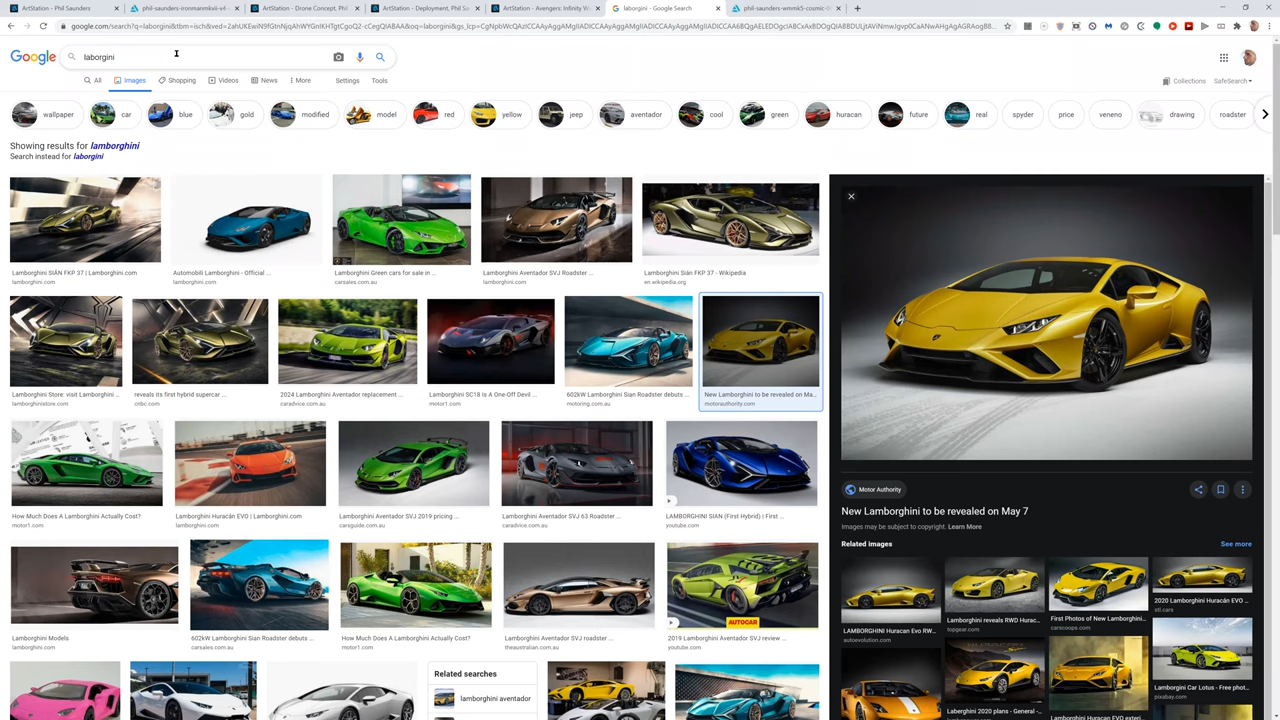 ArtStation - Phil Saunders
phil-saunders-ironmanmlxii-v4-
ArtStation - Drone Concept, Phi
ArtStation - Deployment, Phil Sa
ArtStation - Avengers: Infinity W
laborgini - Google Search
phil-saunders-wmmk5-cosmic-0
Google
laborgini
All
Images
Shopping
Videos
News
More
Settings
Tools
Collections
SafeSearch
wallpaper
car
blue
gold
modified
model
red
yellow
jeep
aventador
cool
green
huracan
future
real
spyder
price
veneno
drawing
roadster
Showing results for lamborghini
Search instead for laborgini
Lamborghini SIÁN FKP 37 | Lamborghini.com
lamborghini.com
Automobili Lamborghini - Official ...
lamborghini.com
Lamborghini Green cars for sale in ...
carsales.com.au
Lamborghini Aventador SVJ Roadster ...
lamborghini.com
Lamborghini Sián FKP 37 - Wikipedia
en.wikipedia.org
Lamborghini Store: visit Lamborghini ...
lamborghinistore.com
reveals its first hybrid supercar ...
cnbc.com
2024 Lamborghini Aventador replacement ...
caradvice.com.au
Lamborghini SC18 Is A One-Off Devil ...
motor1.com
602kW Lamborghini Sian Roadster debuts ...
motoring.com.au
New Lamborghini to be revealed on Ma...
motorauthority.com
How Much Does A Lamborghini Actually Cost?
motor1.com
Lamborghini Huracán EVO | Lamborghini.com
lamborghini.com
Lamborghini Aventador SVJ 2019 pricing ...
carsguide.com.au
Lamborghini Aventador SVJ 63 Roadster ...
caradvice.com.au
LAMBORGHINI SIAN (First Hybrid) | First ...
youtube.com
Lamborghini Models
lamborghini.com
602kW Lamborghini Sian Roadster debuts ...
carsales.com.au
How Much Does A Lamborghini Actually Cost?
motor1.com
Lamborghini Aventador SVJ roadster ...
theaustralian.com.au
AUTOCAR
2019 Lamborghini Aventador SVJ review ...
youtube.com
Related searches
lamborghini aventador
Motor Authority
New Lamborghini to be revealed on May 7
Images may be subject to copyright. Learn More
Related images
See more
LAMBORGHINI Huracan Evo RW...
autoevolution.com
Lamborghini reveals RWD Hurac...
topgear.com
First Photos of New Lamborghini...
carscoops.com
2020 Lamborghini Huracán EVO ...
Laberghini 2020 plans - General -...
Lamborghini Huracan EVO exteri...
Lamborghini Car Lotus - Free phot...
pixabay.com